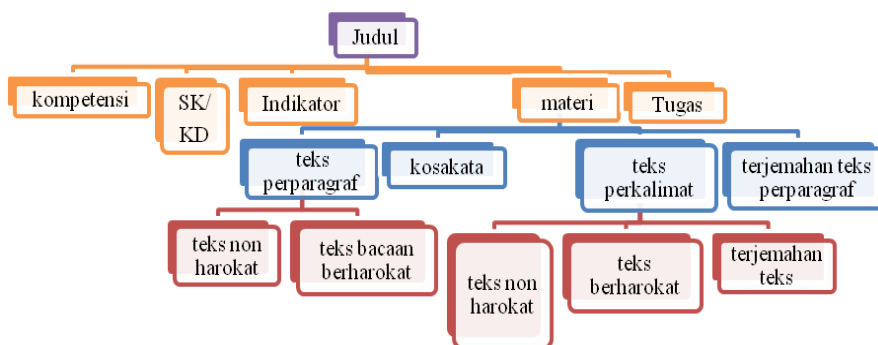 Judul
kompetensi
SK/
KD
Indikator
materi
Tugas
teks
perparagraf
kosakata
teks
perkalimat
terjemahan teks
perparagraf
teks non
harokat
teks bacaan
berharokat
teks non
harokat
teks
berharokat
terjemahan
teks